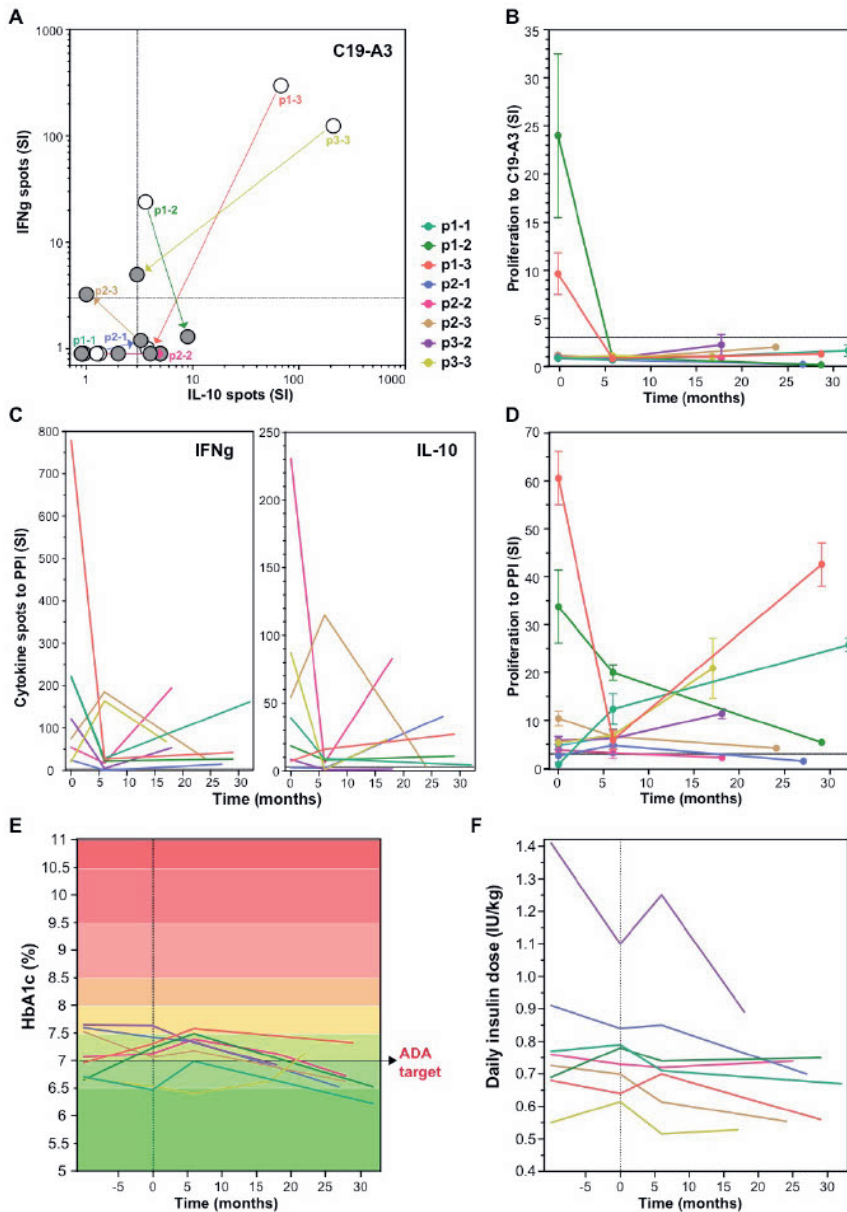 A
C19-A3
IFNg spots (SI)
1000
100
10
1
p1-3
p3-3
p1-2
p2-3
p1-1
p2-1
p2-2
1
10
100
1000
IL-10 spots (SI)
p1-1
p1-2
p1-3
p2-1
p2-2
p2-3
p3-2
p3-3
B
Proliferation to C19-A3 (SI)
35
30
25
20
15
10
5
0
0
5
10
15
20
25
30
Time (months)
C
IFNg
IL-10
Cytokine spots to PPI (SI)
800
750
700
650
600
550
500
450
400
350
300
250
200
150
100
50
0
250
200
150
100
50
0
0 5 10 15 20 25 30
0 5 10 15 20 25 30
Time (months)
D
Proliferation to PPI (SI)
70
60
50
40
30
20
10
0
0
5
10
15
20
25
30
Time (months)
E
HbA1c (%)
11
10.5
10
9.5
9
8.5
8
7.5
7
6.5
6
5.5
5
ADA
target
-5 0 5 10 15 20 25 30
Time (months)
F
Daily insulin dose (IU/kg)
1.4
1.3
1.2
1.1
1.0
0.9
0.8
0.7
0.6
0.5
0.4
-5 0 5 10 15 20 25 30
Time (months)